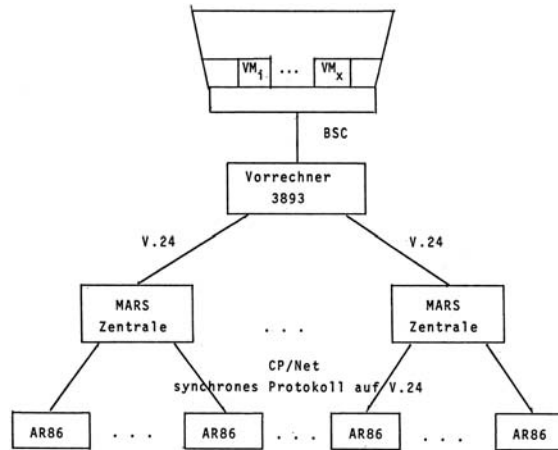 VMi ... VMx
BSC
Vorrechner
3893
V.24 V.24
MARS MARS
Zentrale ... Zentrale
CP/Net
synchrones Protokoll auf V.24
AR86 ... AR86 ... AR86 ... AR86